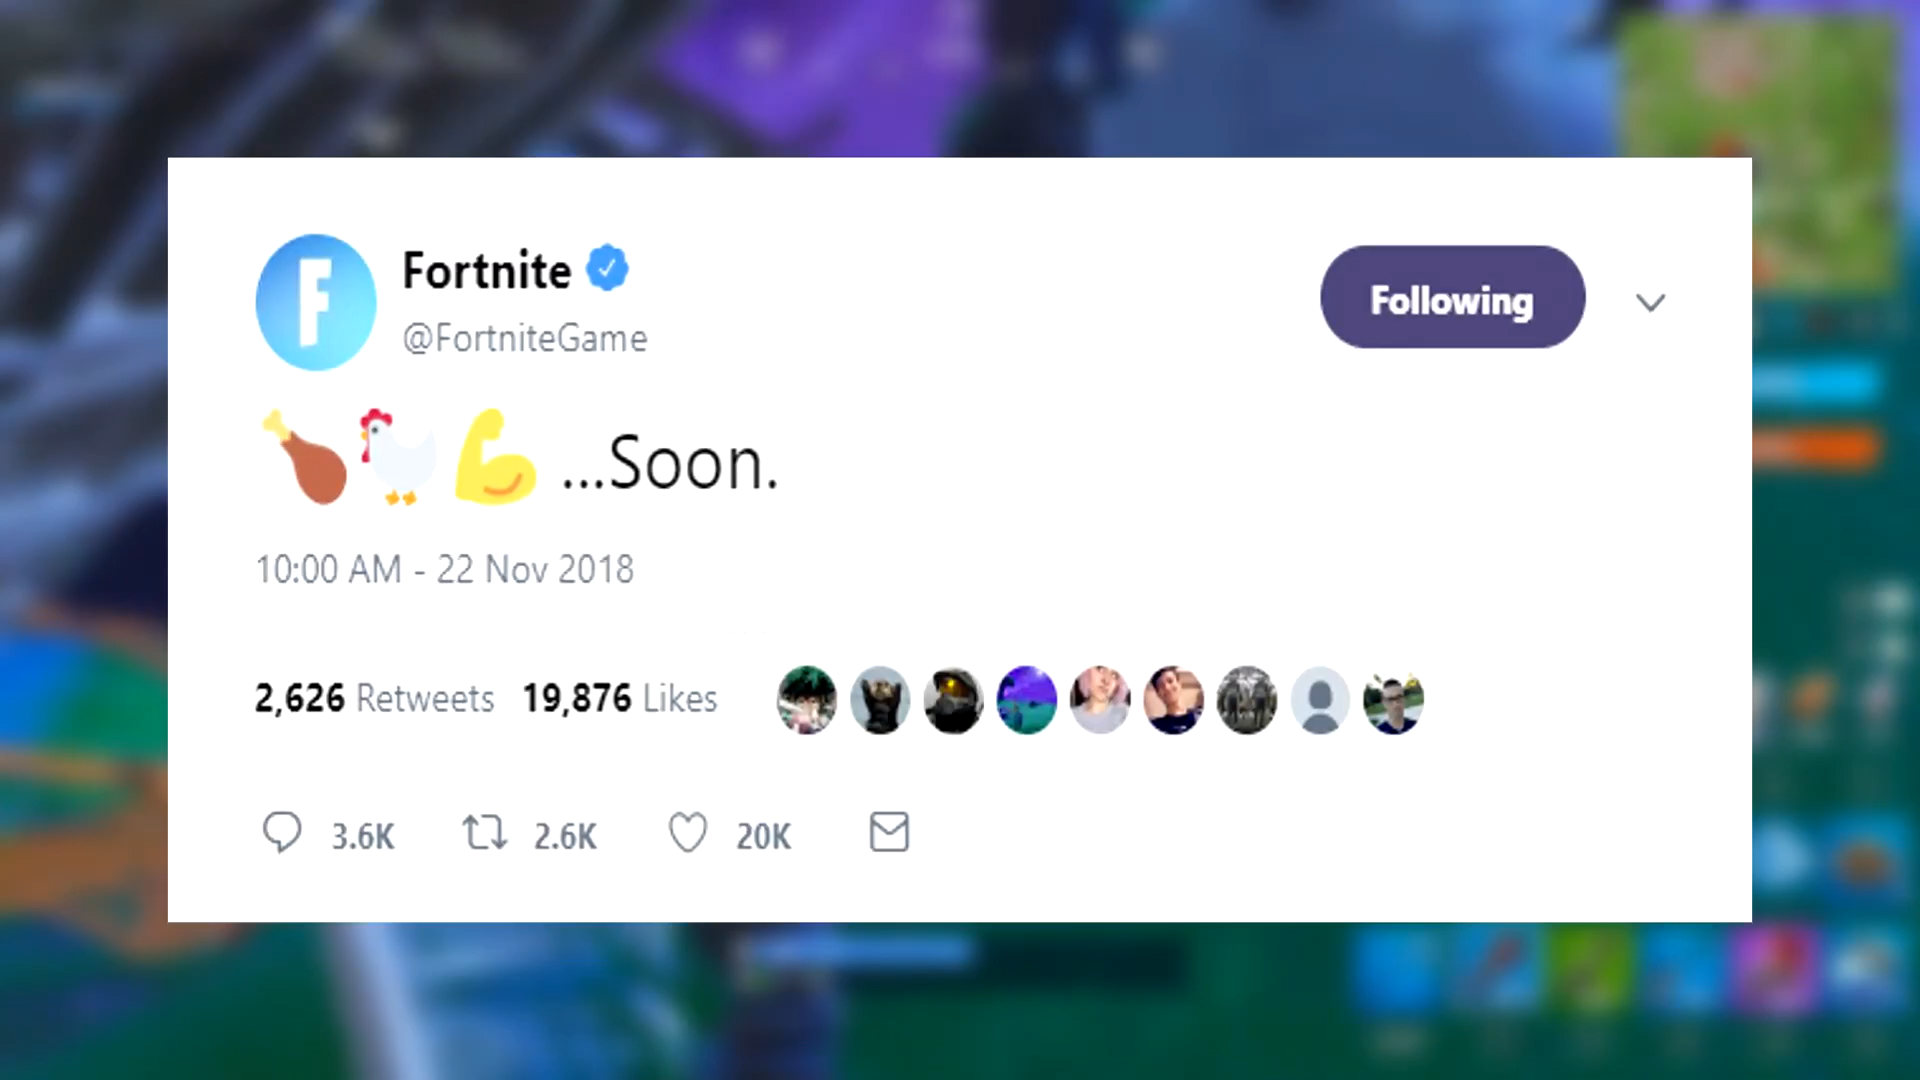 Fortnite
@FortniteGame
Following
🍗🐔💪 ...Soon.
10:00 AM - 22 Nov 2018
2,626 Retweets 19,876 Likes
3.6K 2.6K 20K